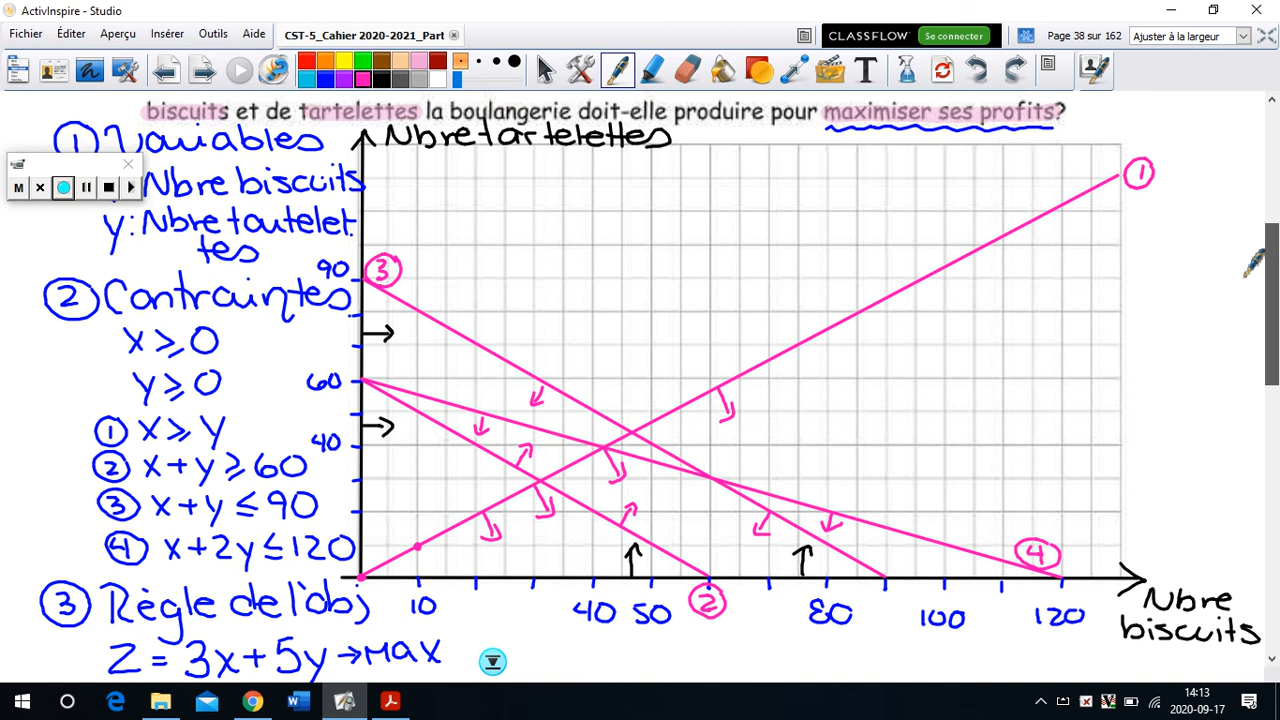 ActivInspire - Studio
Fichier Éditer Aperçu Insérer Outils Aide CST-5_Cahier 2020-2021_Part CLASSFLOW Se connecter Page 38 sur 162 Ajuster à la largeur
biscuits et de tartelettes la boulangerie doit-elle produire pour maximiser ses profits?
① Variables
Nbre biscuits
y: Nbre tartelet
tes
② Contraintes
x ≥ 0
y ≥ 0
① x ≥ y
② x + y ≥ 60
③ x + y ≤ 90
④ x + 2y ≤ 120
③ Règle de l'obj
Z = 3x + 5y → Max
M
Nbre tartelettes
①
90 ③
60
40
④
10 40 50 ② 80 100 120
Nbre
biscuits
14:13
2020-09-17